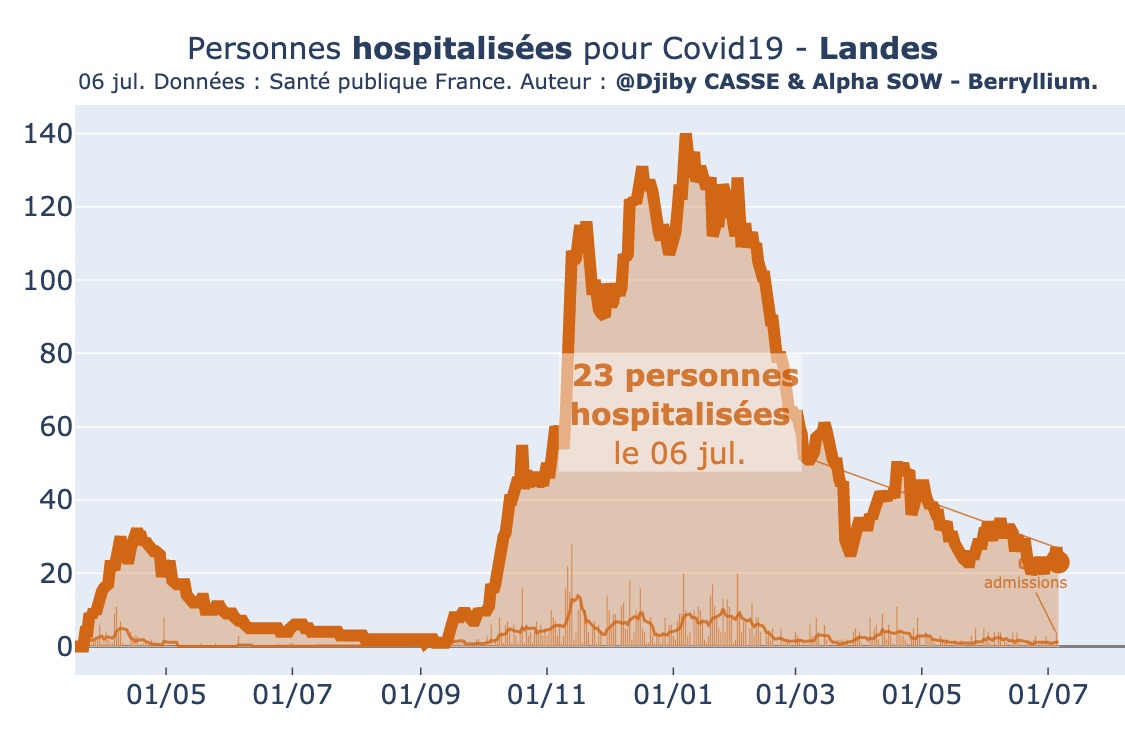 Personnes hospitalisées pour Covid19 - Landes
06 jul. Données : Santé publique France. Auteur : @Djiby CASSE & Alpha SOW - Berryllium.
140
120
100
80
60
40
20
0
23 personnes
hospitalisées
le 06 jul.
admissions
01/05
01/07
01/09
01/11
01/01
01/03
01/05
01/07